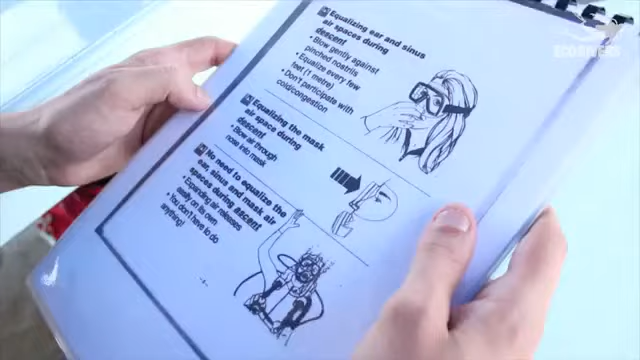 Equalizing ear and sinus
air spaces during
descent
• Blow gently against
pinched nostrils
• Equalize every few
feet (1 metre)
• Don't participate with
cold/congestion
Equalizing the mask
air space during
descent
• Blow air through
nose into mask
No need to equalize the
ear, sinus and mask air
spaces during ascent
• Expanding air releases
easily on its own
• You don't have to do
anything!
ECODIVERS